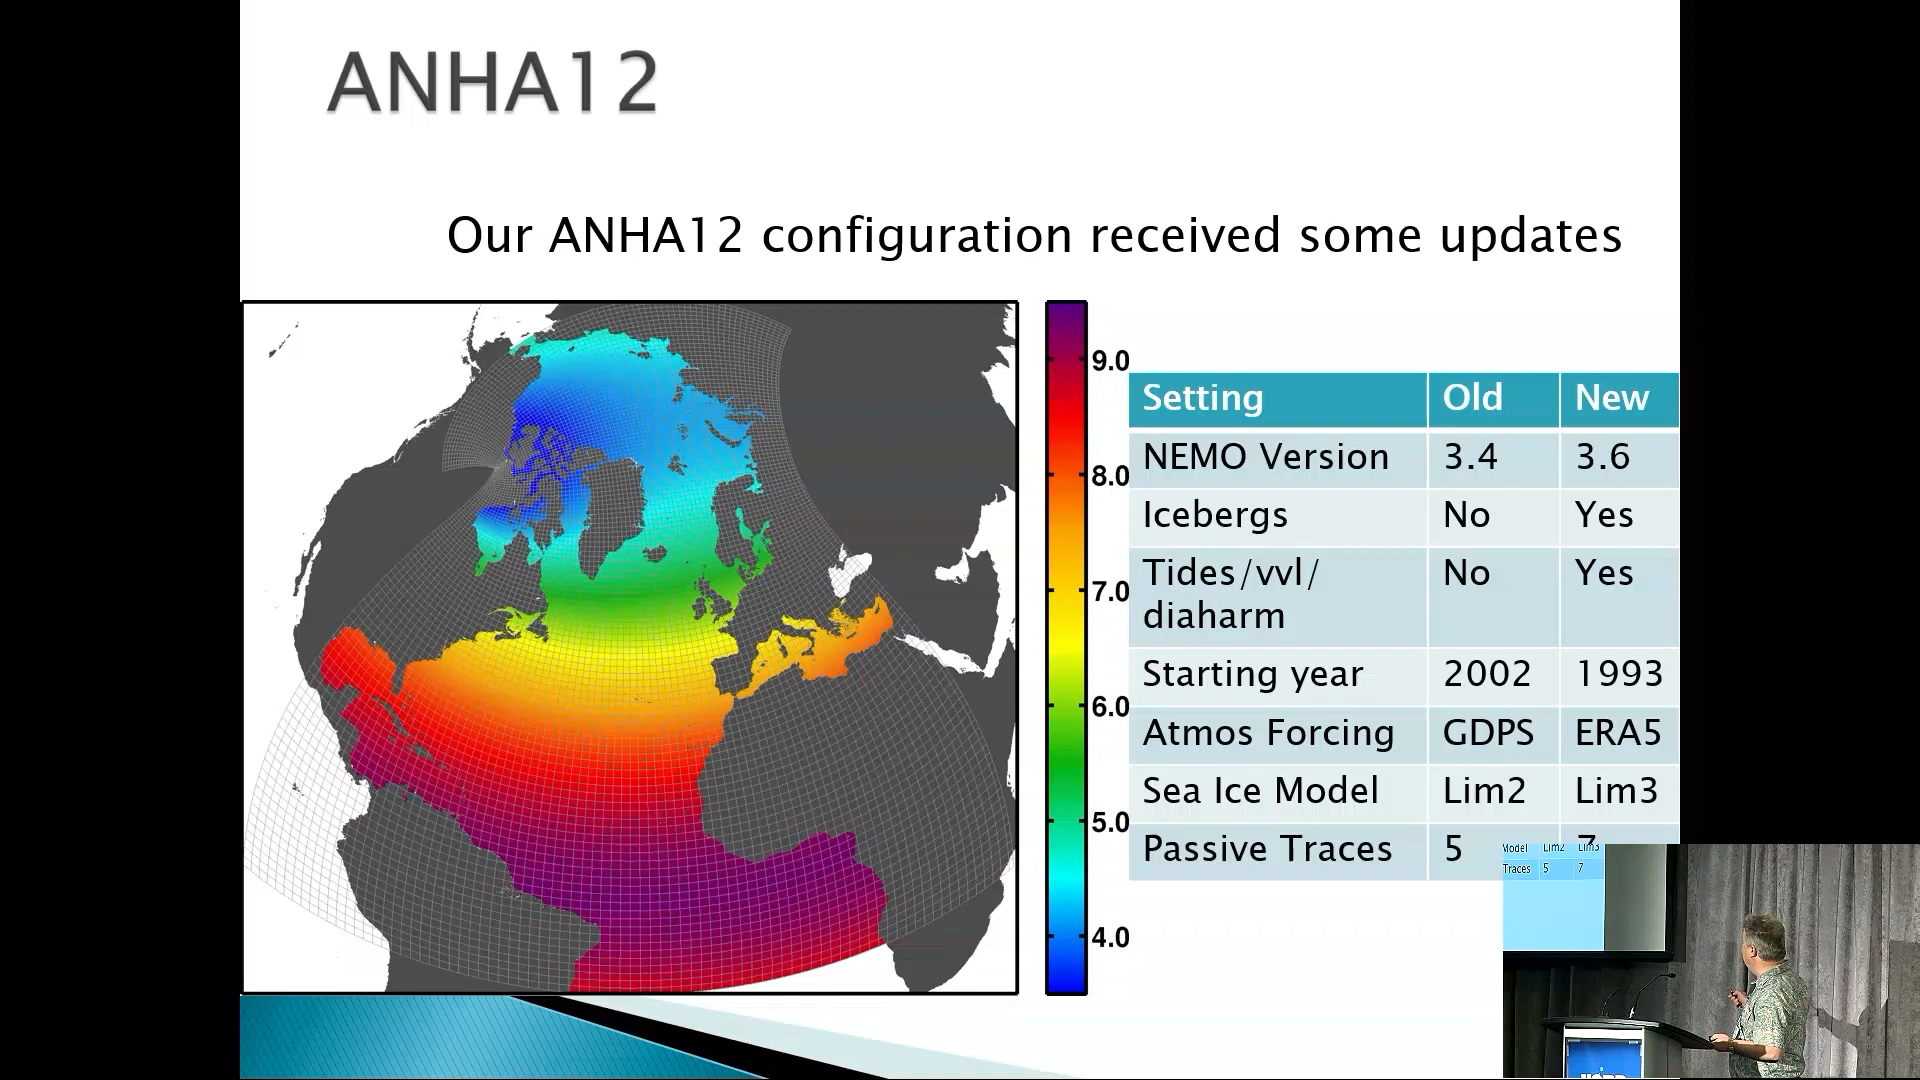 ANHA12
Our ANHA12 configuration received some updates
9.0
8.0
7.0
6.0
5.0
4.0
Setting Old New
NEMO Version 3.4 3.6
Icebergs No Yes
Tides/vvl/ No Yes
diaharm
Starting year 2002 1993
Atmos Forcing GDPS ERA5
Sea Ice Model Lim2 Lim3
Passive Traces 5 7
Model Lim2 Lim3
Traces 5 7